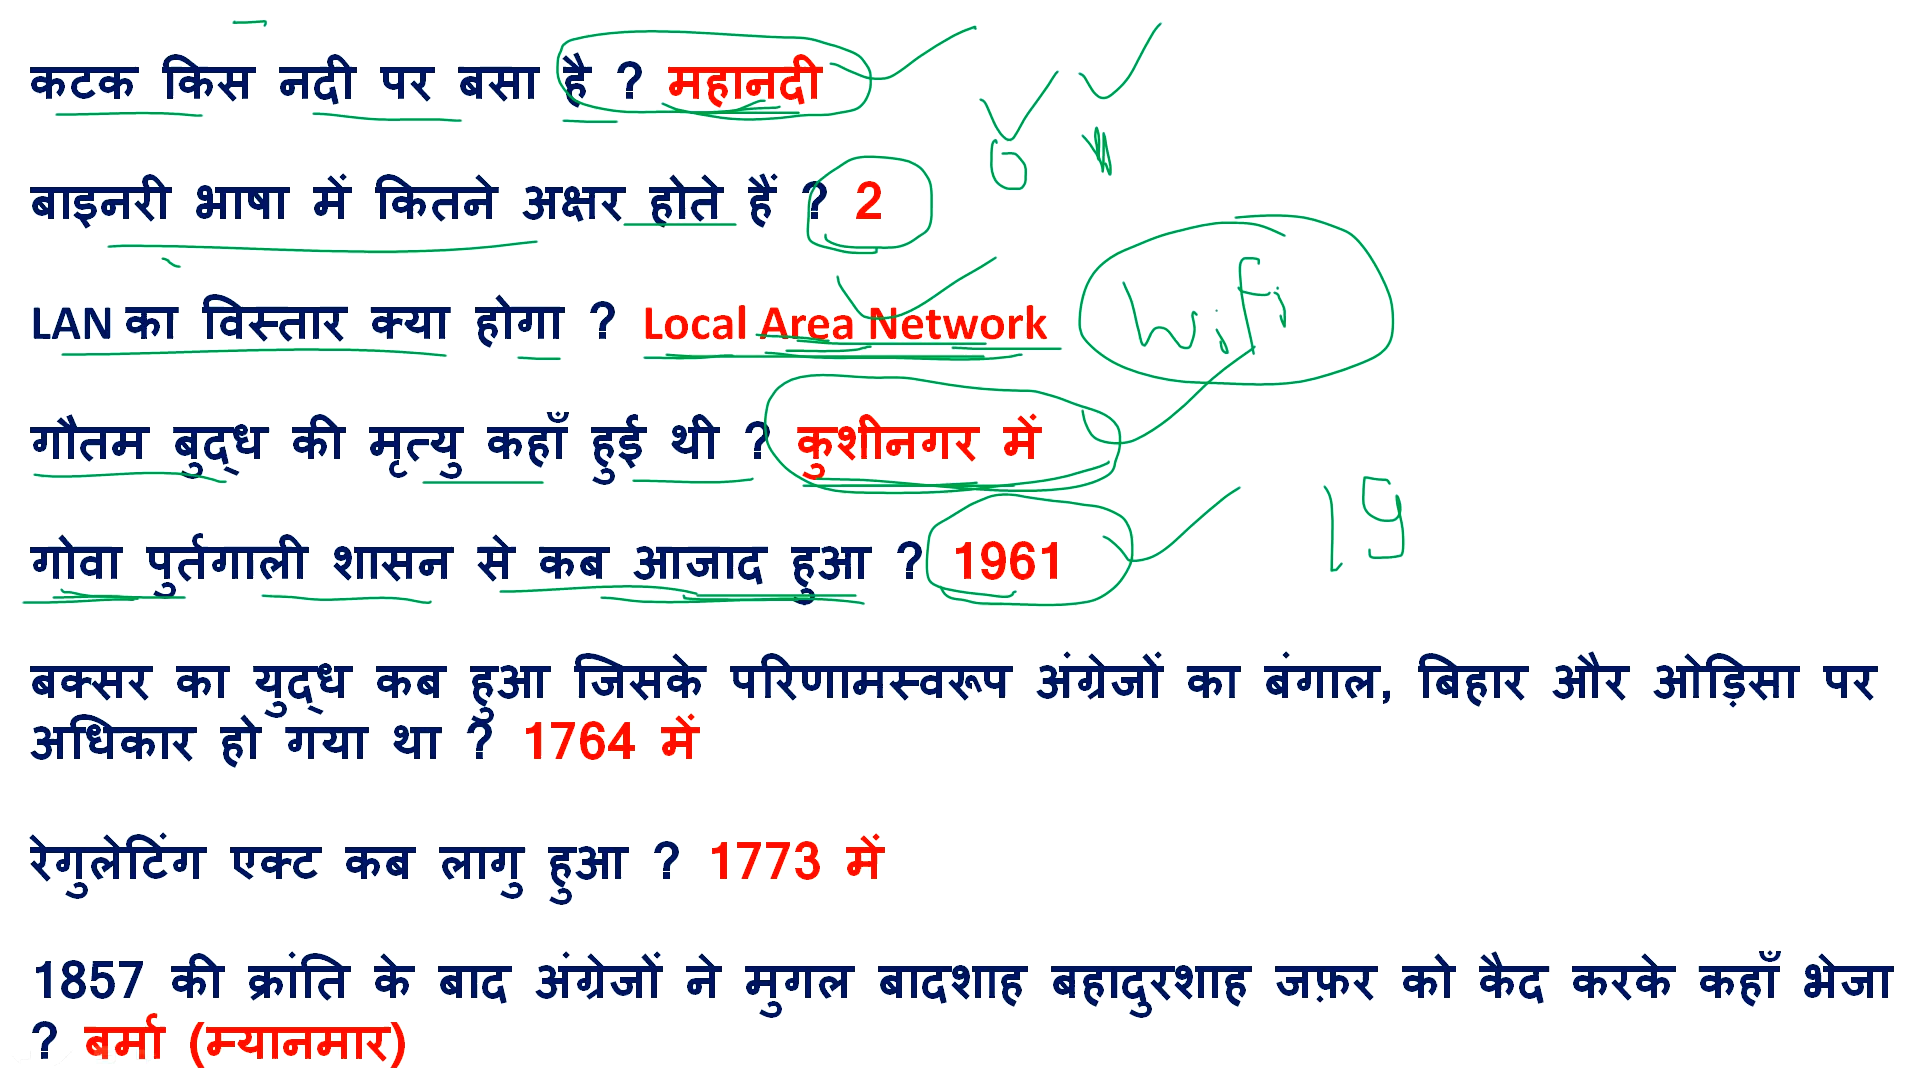 कटक किस नदी पर बसा है ? महानदी
बाइनरी भाषा में कितने अक्षर होते हैं ? 2
LAN का विस्तार क्या होगा ? Local Area Network
WiFi
गौतम बुद्ध की मृत्यु कहाँ हुई थी ? कुशीनगर में
गोवा पुर्तगाली शासन से कब आजाद हुआ ? 1961
19
बक्सर का युद्ध कब हुआ जिसके परिणामस्वरूप अंग्रेजों का बंगाल, बिहार और ओड़िसा पर
अधिकार हो गया था ? 1764 में
रेगुलेटिंग एक्ट कब लागु हुआ ? 1773 में
1857 की क्रांति के बाद अंग्रेजों ने मुगल बादशाह बहादुरशाह जफ़र को कैद करके कहाँ भेजा
? बर्मा (म्यानमार)